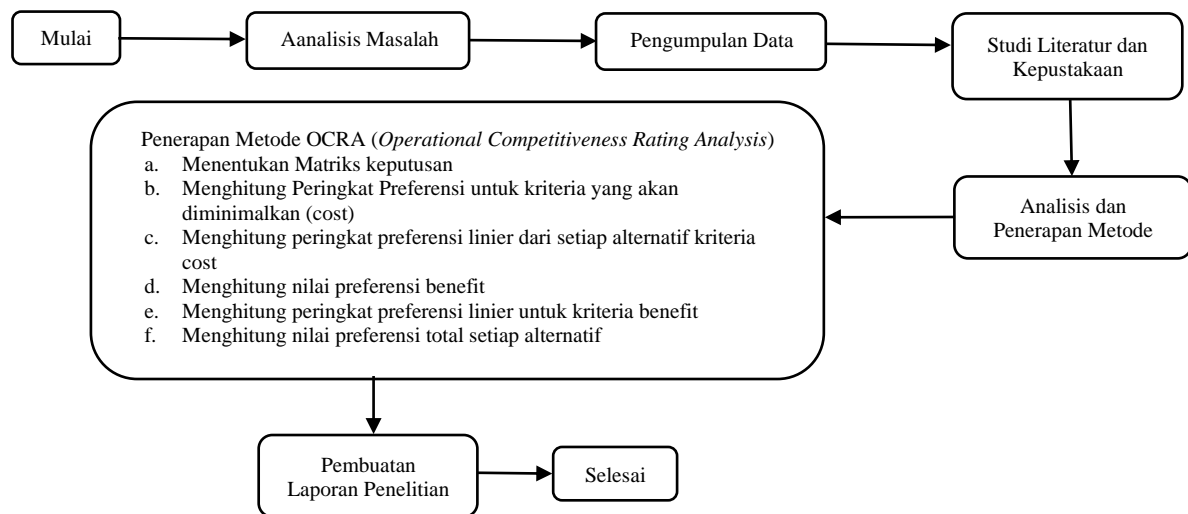 Mulai
Aanalisis Masalah
Pengumpulan Data
Studi Literatur dan
Kepustakaan
Analisis dan
Penerapan Metode
Penerapan Metode OCRA (Operational Competitiveness Rating Analysis)
a. Menentukan Matriks keputusan
b. Menghitung Peringkat Preferensi untuk kriteria yang akan
diminimalkan (cost)
c. Menghitung peringkat preferensi linier dari setiap alternatif kriteria
cost
d. Menghitung nilai preferensi benefit
e. Menghitung peringkat preferensi linier untuk kriteria benefit
f. Menghitung nilai preferensi total setiap alternatif
Pembuatan
Laporan Penelitian
Selesai